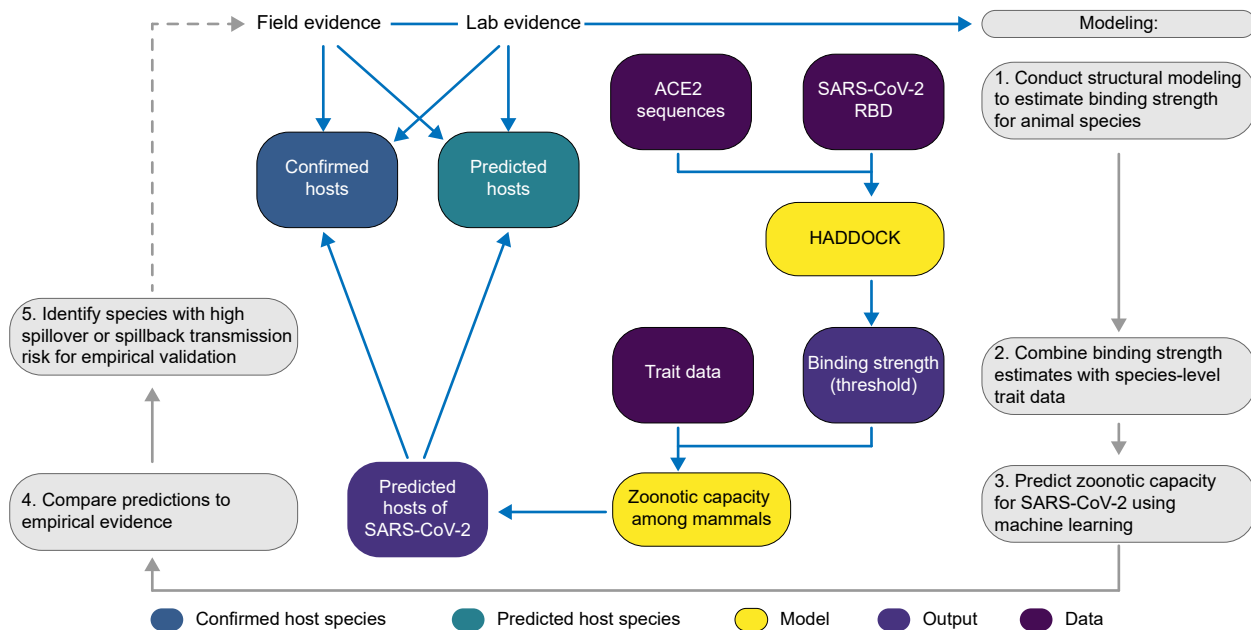 Field evidence
Lab evidence
Modeling:
ACE2
sequences
SARS-CoV-2
RBD
1. Conduct structural modeling
to estimate binding strength
for animal species
Confirmed
hosts
Predicted
hosts
HADDOCK
5. Identify species with high
spillover or spillback transmission
risk for empirical validation
Trait data
Binding strength
(threshold)
2. Combine binding strength
estimates with species-level
trait data
4. Compare predictions to
empirical evidence
Predicted
hosts of
SARS-CoV-2
Zoonotic capacity
among mammals
3. Predict zoonotic capacity
for SARS-CoV-2 using
machine learning
Confirmed host species
Predicted host species
Model
Output
Data